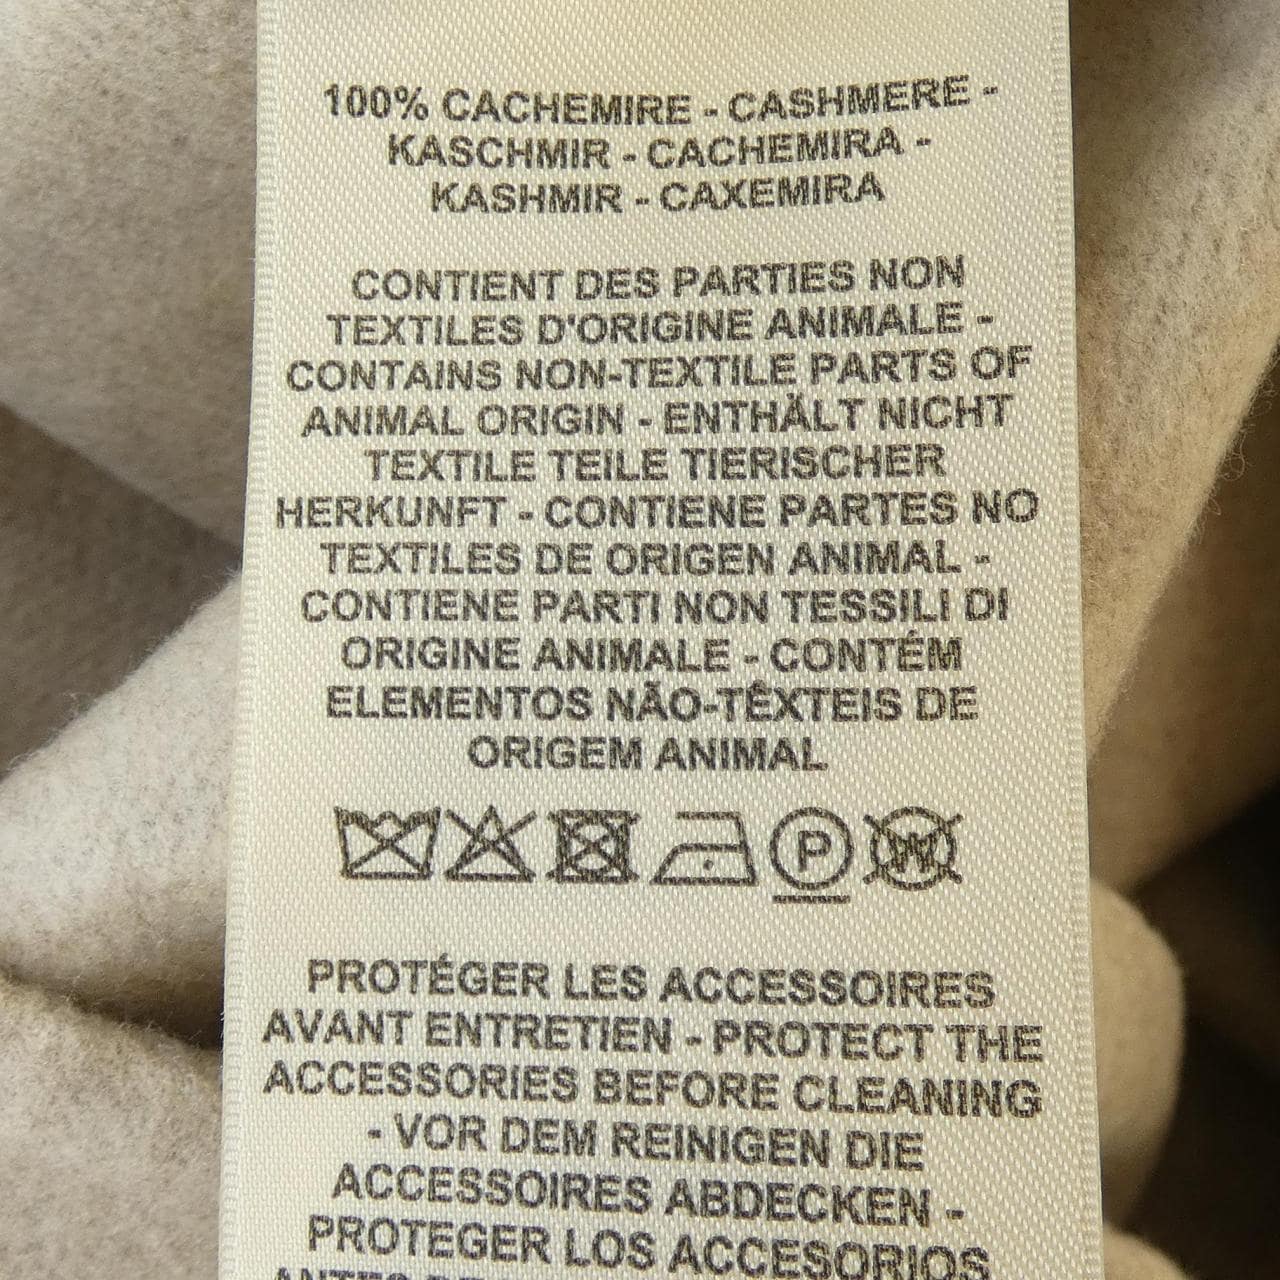 100% CACHEMIRE - CASHMERE -
KASCHMIR - CACHEMIRA -
KASHMIR - CAXEMIRA
CONTIENT DES PARTIES NON
TEXTILES D'ORIGINE ANIMALE -
CONTAINS NON-TEXTILE PARTS OF
ANIMAL ORIGIN - ENTHÄLT NICHT
TEXTILE TEILE TIERISCHER
HERKUNFT - CONTIENE PARTES NO
TEXTILES DE ORIGEN ANIMAL -
CONTIENE PARTI NON TESSILI DI
ORIGINE ANIMALE - CONTÉM
ELEMENTOS NÃO-TÊXTEIS DE
ORIGEM ANIMAL
P W
PROTÉGER LES ACCESSOIRES
AVANT ENTRETIEN - PROTECT THE
ACCESSORIES BEFORE CLEANING
- VOR DEM REINIGEN DIE
ACCESSOIRES ABDECKEN -
PROTEGER LOS ACCESORIOS